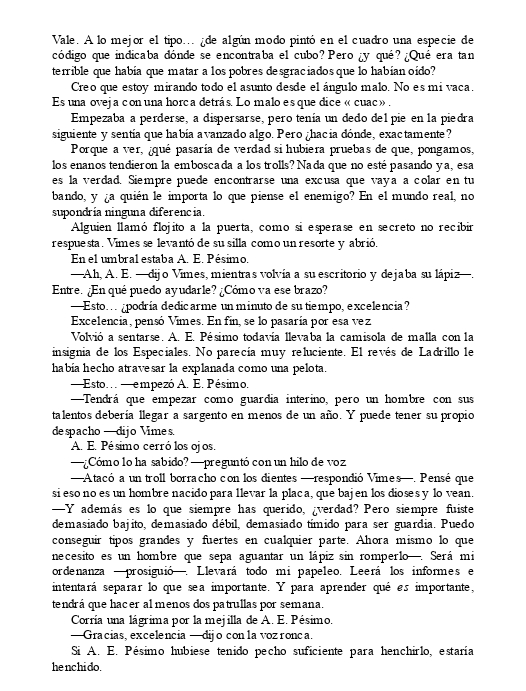 Vale. A lo mejor el tipo… ¿de algún modo pintó en el cuadro una especie de
código que indicaba dónde se encontraba el cubo? Pero ¿y qué? ¿Qué era tan
terrible que había que matar a los pobres desgraciados que lo habían oído?
Creo que estoy mirando todo el asunto desde el ángulo malo. No es mi vaca.
Es una oveja con una horca detrás. Lo malo es que dice « cuac» .
Empezaba a perderse, a dispersarse, pero tenía un dedo del pie en la piedra
siguiente y sentía que había avanzado algo. Pero ¿hacia dónde, exactamente?
Porque a ver, ¿qué pasaría de verdad si hubiera pruebas de que, pongamos,
los enanos tendieron la emboscada a los trolls? Nada que no esté pasando ya, esa
es la verdad. Siempre puede encontrarse una excusa que vaya a colar en tu
bando, y ¿a quién le importa lo que piense el enemigo? En el mundo real, no
supondría ninguna diferencia.
Alguien llamó flojito a la puerta, como si esperase en secreto no recibir
respuesta. Vimes se levantó de su silla como un resorte y abrió.
En el umbral estaba A. E. Pésimo.
—Ah, A. E. —dijo Vimes, mientras volvía a su escritorio y dejaba su lápiz—.
Entre. ¿En qué puedo ayudarle? ¿Cómo va ese brazo?
—Esto… ¿podría dedicarme un minuto de su tiempo, excelencia?
Excelencia, pensó Vimes. En fin, se lo pasaría por esa vez.
Volvió a sentarse. A. E. Pésimo todavía llevaba la camisola de malla con la
insignia de los Especiales. No parecía muy reluciente. El revés de Ladrillo le
había hecho atravesar la explanada como una pelota.
—Esto… —empezó A. E. Pésimo.
—Tendrá que empezar como guardia interino, pero un hombre con sus
talentos debería llegar a sargento en menos de un año. Y puede tener su propio
despacho —dijo Vimes.
A. E. Pésimo cerró los ojos.
—¿Cómo lo ha sabido? —preguntó con un hilo de voz.
—Atacó a un troll borracho con los dientes —respondió Vimes—. Pensé que
si eso no es un hombre nacido para llevar la placa, que bajen los dioses y lo vean.
—Y además es lo que siempre has querido, ¿verdad? Pero siempre fuiste
demasiado bajito, demasiado débil, demasiado tímido para ser guardia. Puedo
conseguir tipos grandes y fuertes en cualquier parte. Ahora mismo lo que
necesito es un hombre que sepa aguantar un lápiz sin romperlo—. Será mi
ordenanza —prosiguió—. Llevará todo mi papeleo. Leerá los informes e
intentará separar lo que sea importante. Y para aprender qué es importante,
tendrá que hacer al menos dos patrullas por semana.
Corría una lágrima por la mejilla de A. E. Pésimo.
—Gracias, excelencia —dijo con la voz ronca.
Si A. E. Pésimo hubiese tenido pecho suficiente para henchirlo, estaría
henchido.